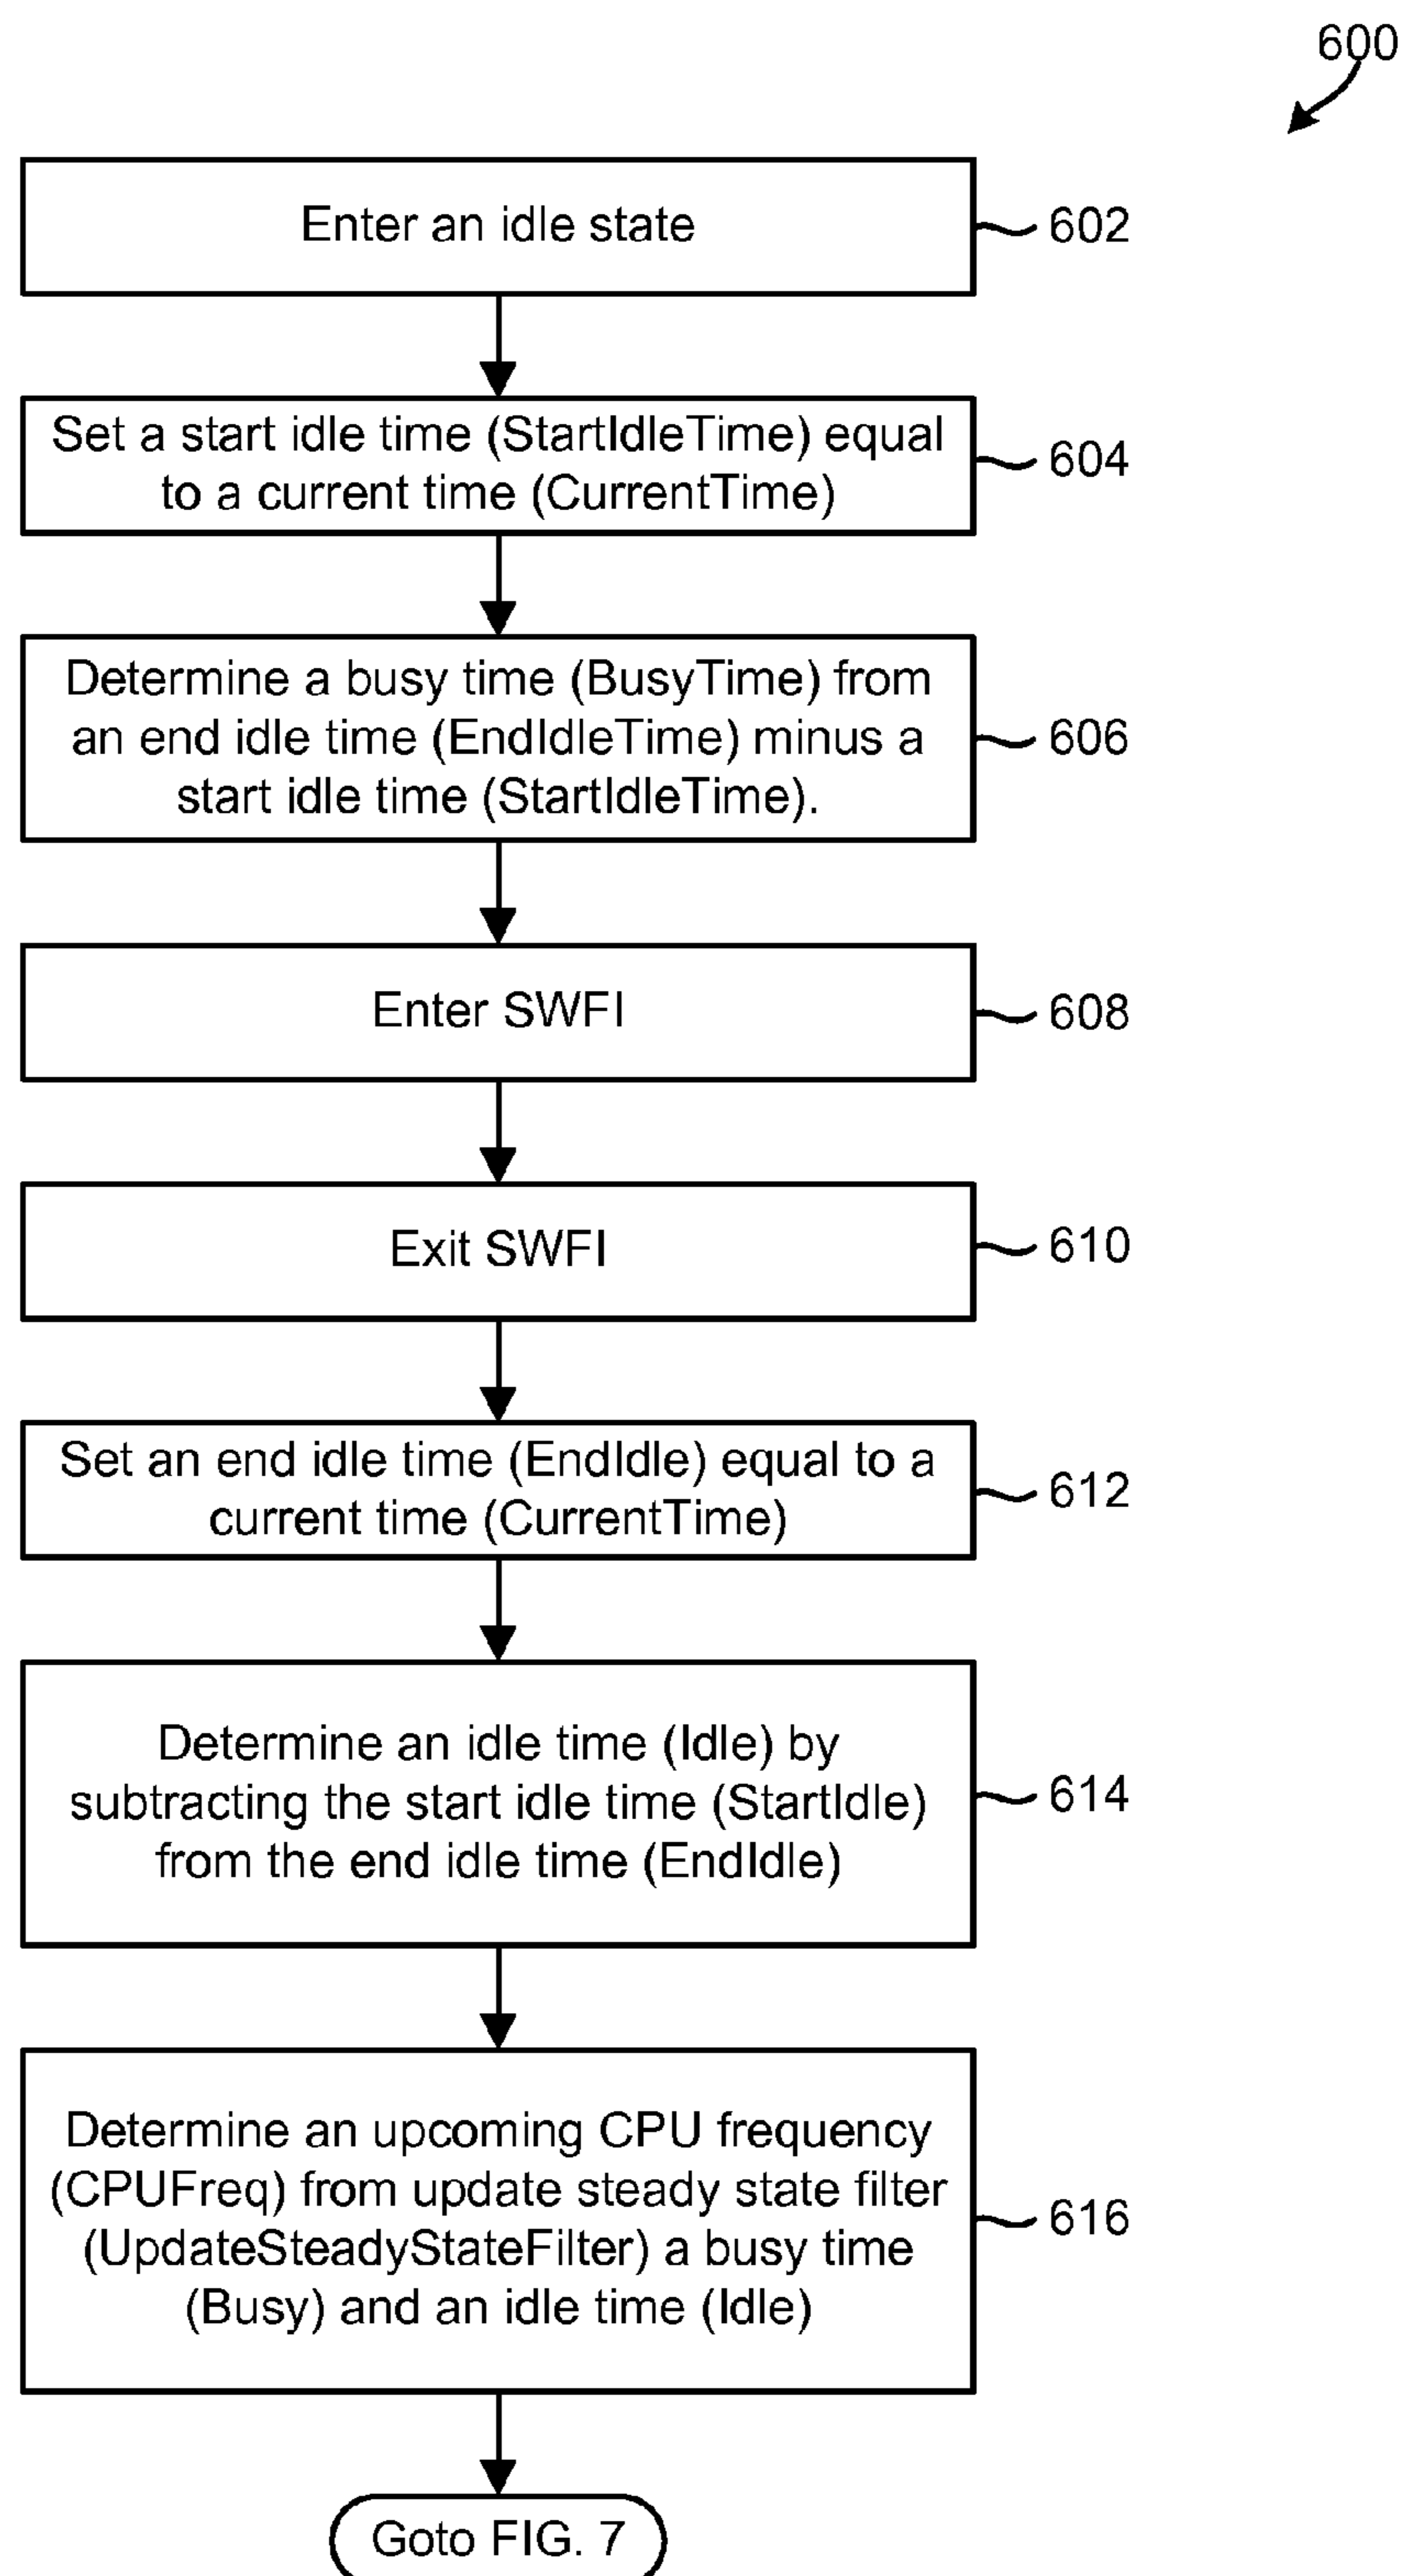 600
Enter an idle state
602
Set a start idle time (StartIdleTime) equal
to a current time (CurrentTime)
604
Determine a busy time (BusyTime) from
an end idle time (EndIdleTime) minus a
start idle time (StartIdleTime).
606
Enter SWFI
608
Exit SWFI
610
Set an end idle time (EndIdle) equal to a
current time (CurrentTime)
612
Determine an idle time (Idle) by
subtracting the start idle time (StartIdle)
from the end idle time (EndIdle)
614
Determine an upcoming CPU frequency
(CPUFreq) from update steady state filter
(UpdateSteadyStateFilter) a busy time
(Busy) and an idle time (Idle)
616
Goto FIG. 7